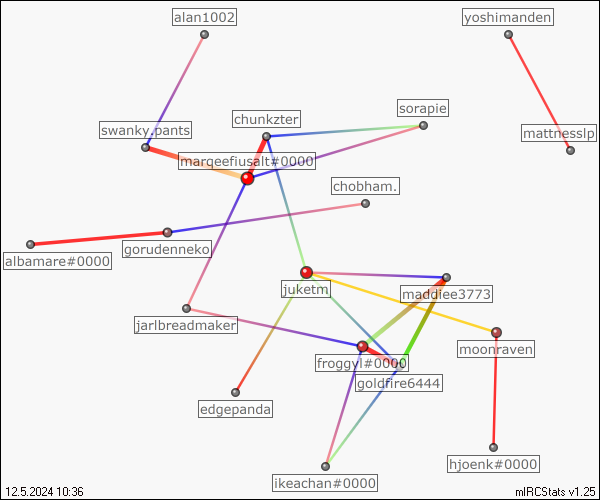 alan1002
yoshimanden
sorapie
chunkzter
swanky.pants
mattnesslp
marqeefiusalt#0000
chobham.
gorudenneko
albamare#0000
juketm
maddiee3773
jarlbreadmaker
moonraven
froggyl#0000
goldfire6444
edgepanda
hjoenk#0000
ikeachan#0000
12.5.2024 10:36
mIRCStats v1.25